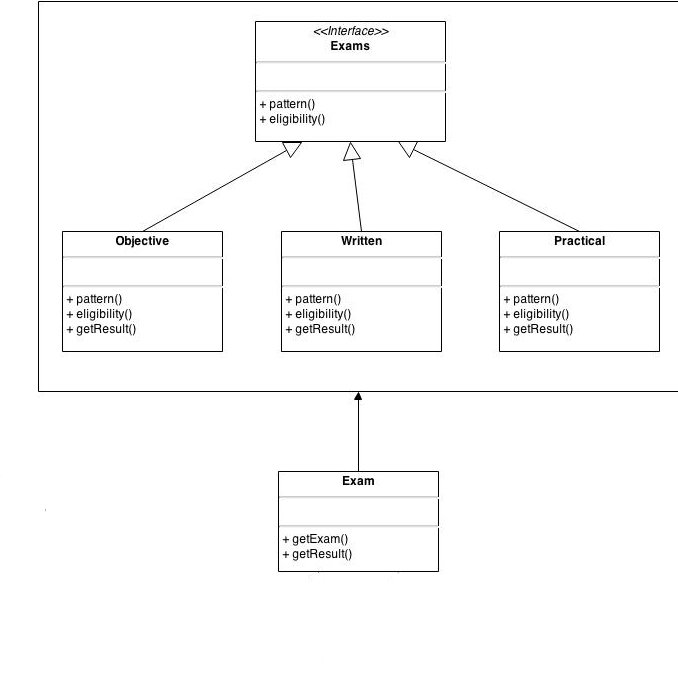 <<Interface>>
Exams
+ pattern()
+ eligibility()
Objective
+ pattern()
+ eligibility()
+ getResult()
Written
+ pattern()
+ eligibility()
+ getResult()
Practical
+ pattern()
+ eligibility()
+ getResult()
Exam
+ getExam()
+ getResult()